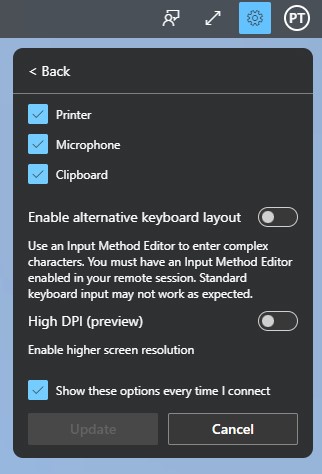 PT
< Back
Printer
Microphone
Clipboard
Enable alternative keyboard layout
Use an Input Method Editor to enter complex
characters. You must have an Input Method Editor
enabled in your remote session. Standard
keyboard input may not work as expected.
High DPI (preview)
Enable higher screen resolution
Show these options every time I connect
Update
Cancel